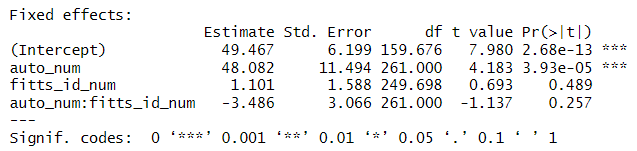 Fixed effects:
Estimate Std. Error df t value Pr(>|t|)
(Intercept) 49.467 6.199 159.676 7.980 2.68e-13 ***
auto_num 48.082 11.494 261.000 4.183 3.93e-05 ***
fitts_id_num 1.101 1.588 249.698 0.693 0.489
auto_num:fitts_id_num -3.486 3.066 261.000 -1.137 0.257
---
Signif. codes: 0 ‘***’ 0.001 ‘**’ 0.01 ‘*’ 0.05 ‘.’ 0.1 ‘ ’ 1